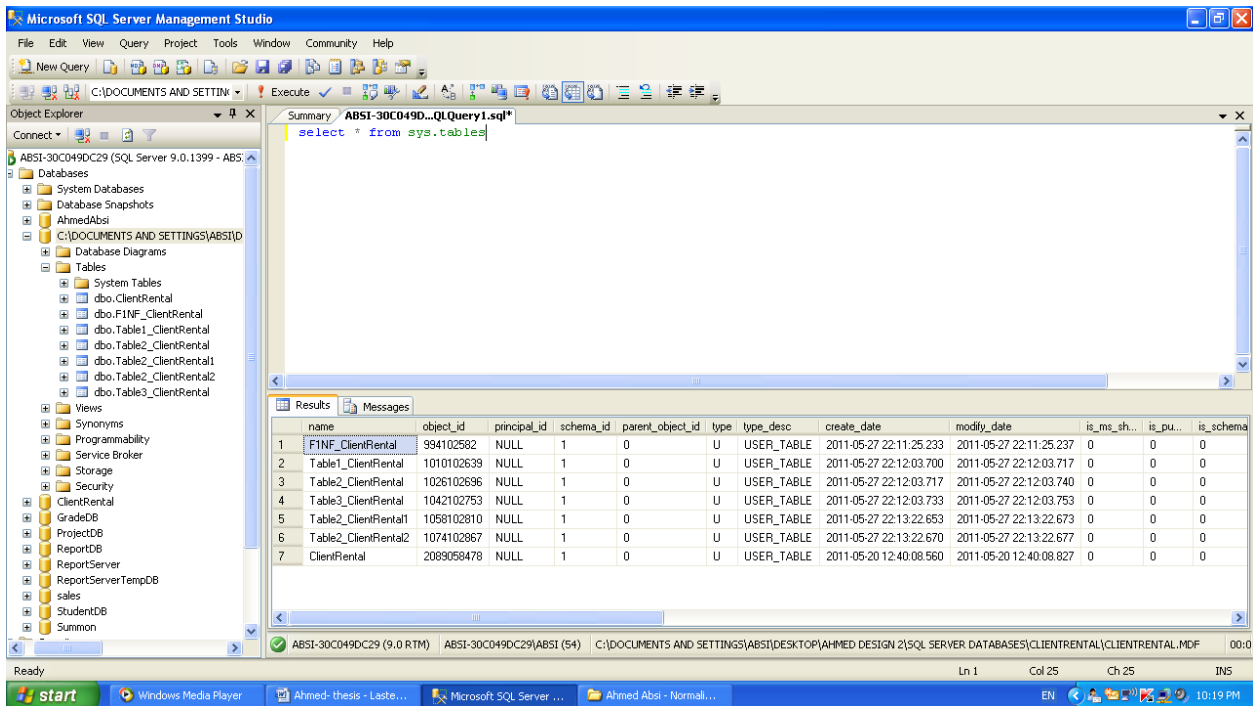 Microsoft SQL Server Management Studio
File Edit View Query Project Tools Window Community Help
New Query
C:\DOCUMENTS AND SETTIN Execute
Object Explorer
Summary ABSI-30C049D...QLQuery1.sql*
Connect
select * from sys.tables
ABSI-30C049DC29 (SQL Server 9.0.1399 - ABS
Databases
System Databases
Database Snapshots
AhmedAbsi
C:\DOCUMENTS AND SETTINGS\ABSI\D
Database Diagrams
Tables
System Tables
dbo.ClientRental
dbo.F1NF_ClientRental
dbo.Table1_ClientRental
dbo.Table2_ClientRental
dbo.Table2_ClientRental1
dbo.Table2_ClientRental2
dbo.Table3_ClientRental
Views
Synonyms
Programmability
Service Broker
Storage
Security
ClientRental
GradeDB
ProjectDB
ReportDB
ReportServer
ReportServerTempDB
sales
StudentDB
Summon
Results Messages
name object_id principal_id schema_id parent_object_id type type_desc create_date modify_date is_ms_sh... is_pu... is_schema
1 F1NF_ClientRental 994102582 NULL 1 0 U USER_TABLE 2011-05-27 22:11:25.233 2011-05-27 22:11:25.237 0 0 0
2 Table1_ClientRental 1010102639 NULL 1 0 U USER_TABLE 2011-05-27 22:12:03.700 2011-05-27 22:12:03.717 0 0 0
3 Table2_ClientRental 1026102696 NULL 1 0 U USER_TABLE 2011-05-27 22:12:03.717 2011-05-27 22:12:03.740 0 0 0
4 Table3_ClientRental 1042102753 NULL 1 0 U USER_TABLE 2011-05-27 22:12:03.733 2011-05-27 22:12:03.753 0 0 0
5 Table2_ClientRental1 1058102810 NULL 1 0 U USER_TABLE 2011-05-27 22:13:22.653 2011-05-27 22:13:22.673 0 0 0
6 Table2_ClientRental2 1074102867 NULL 1 0 U USER_TABLE 2011-05-27 22:13:22.670 2011-05-27 22:13:22.677 0 0 0
7 ClientRental 2089058478 NULL 1 0 U USER_TABLE 2011-05-20 12:40:08.560 2011-05-20 12:40:08.827 0 0 0
ABSI-30C049DC29 (9.0 RTM) ABSI-30C049DC29\ABSI (54) C:\DOCUMENTS AND SETTINGS\ABSI\DESKTOP\AHMED DESIGN 2\SQL SERVER DATABASES\CLIENTRENTAL\CLIENTRENTAL.MDF 00:0
Ready Ln 1 Col 25 Ch 25 INS
start Windows Media Player Ahmed- thesis - Laste... Microsoft SQL Server ... Ahmed Absi - Normali... EN 10:19 PM